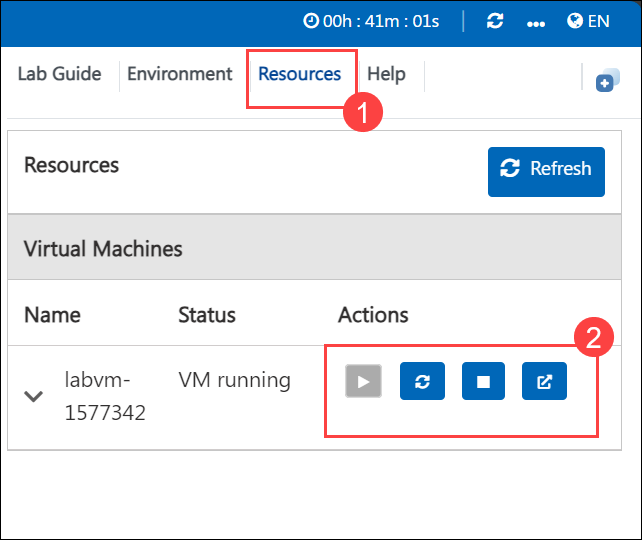 00h : 41m : 01s EN
Lab Guide Environment Resources Help
1
Resources Refresh
Virtual Machines
Name Status Actions
2
labvm- VM running
1577342